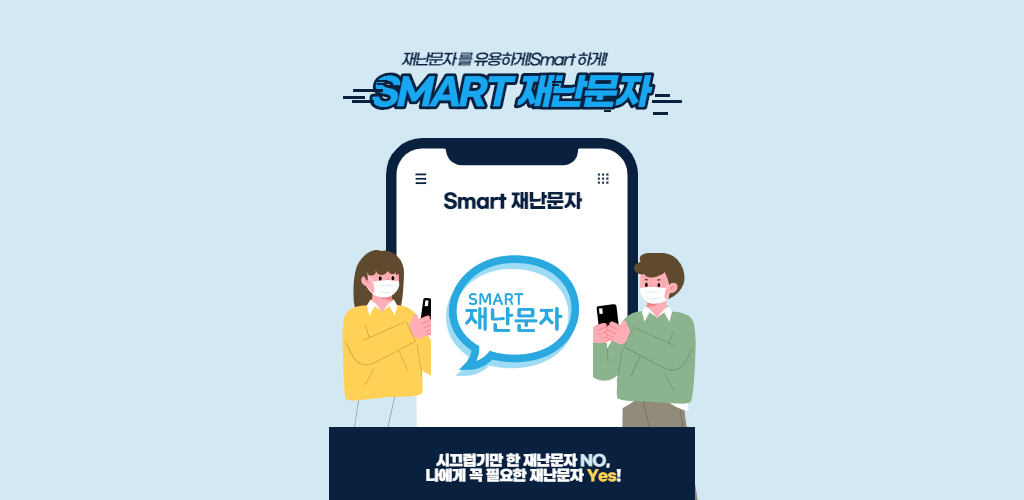 재난문자 를 유용하게!Smart 하게!
SMART 재난문자
Smart 재난문자
SMART
재난문자
시끄럽기만 한 재난문자 NO,
나에게 꼭 필요한 재난문자 Yes!